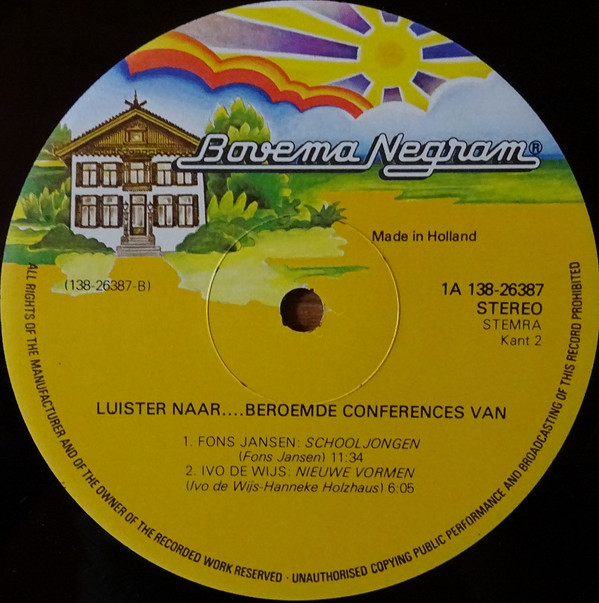 Bovema Negram®
Made in Holland
(138-26387-B)
1A 138-26387
STEREO
STEMRA
Kant 2
LUISTER NAAR....BEROEMDE CONFERENCES VAN
1. FONS JANSEN: SCHOOLJONGEN
(Fons Jansen) 11:34
2. IVO DE WIJS: NIEUWE VORMEN
(Ivo de Wijs-Hanneke Holzhaus) 6:05
ALL RIGHTS OF THE MANUFACTURER AND OF THE OWNER OF THE RECORDED WORK RESERVED · UNAUTHORISED COPYING PUBLIC PERFORMANCE AND BROADCASTING OF THIS RECORD PROHIBITED